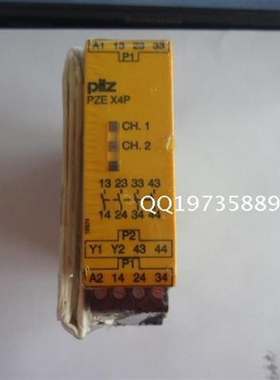 A1 13 23 33
P1
pilz
PZE X4P
CH. 1
CH. 2
13 23 33 43
14 24 34 44
QQ19735889
P2
Y1 Y2 43 44
P1
A2 14 24 34